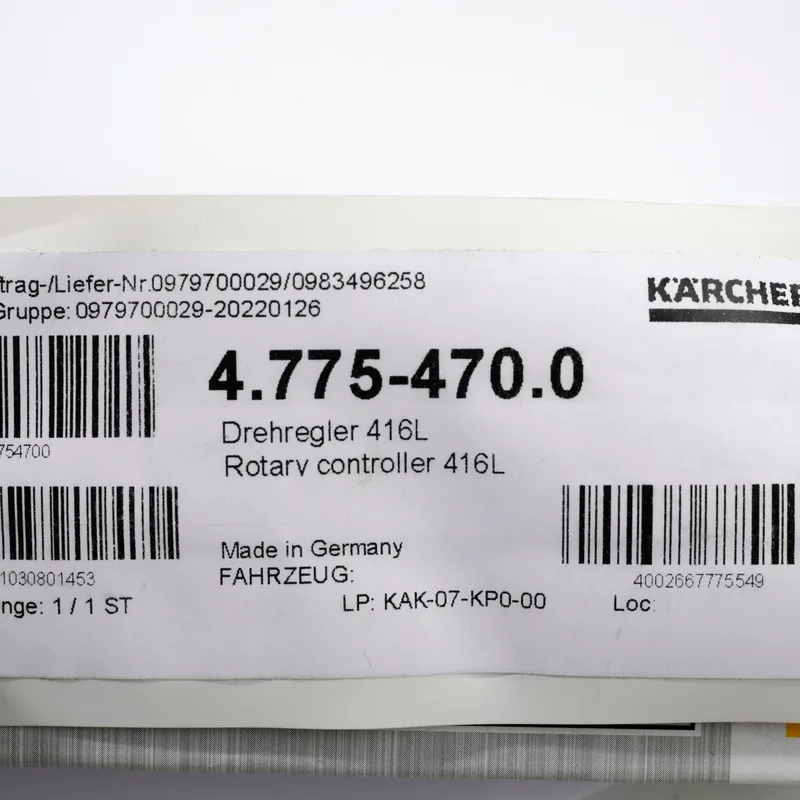 trag-/Liefer-Nr.0979700029/0983496258
Gruppe: 0979700029-20220126
KÄRCHER
4.775-470.0
754700
Drehregler 416L
Rotary controller 416L
1030801453
Made in Germany
FAHRZEUG:
4002667775549
nge: 1 / 1 ST
LP: KAK-07-KP0-00
Loc: